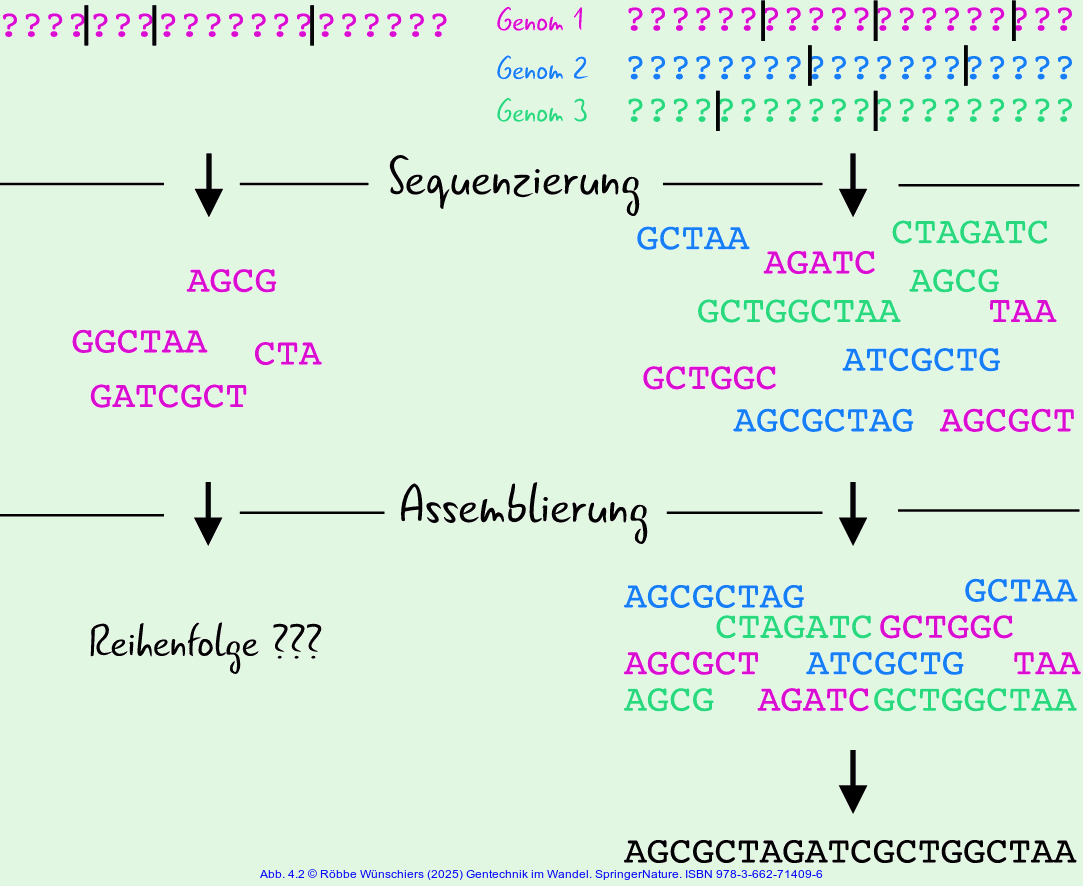 ????|???|???????|??????
Genom 1 ??????|?????|??????|???
Genom 2 ????????|???????|?????
Genom 3 ????|???????|?????????
Sequenzierung
AGCG
GGCTAA
CTA
GATCGCT
GCTAA
CTAGATC
AGATC
AGCG
GCTGGCTAA
TAA
ATCGCTG
GCTGGC
AGCGCTAG
AGCGCT
Assemblierung
Reihenfolge ???
AGCGCTAG GCTAA
CTAGATC GCTGGC
AGCGCT ATCGCTG TAA
AGCG AGATC GCTGGCTAA
AGCGCTAGATCGCTGGCTAA
Abb. 4.2 © Röbbe Wünschiers (2025) Gentechnik im Wandel. SpringerNature. ISBN 978-3-662-71409-6